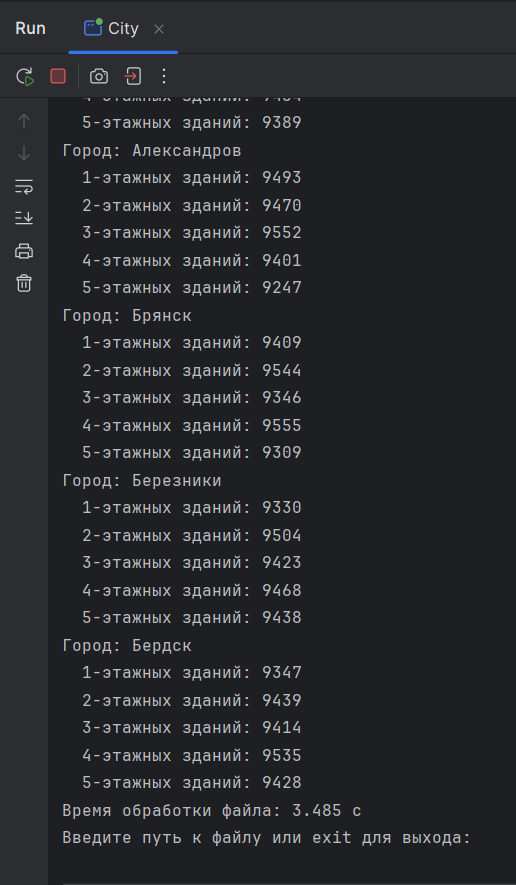 Run
City
5-этажных зданий: 9389
Город: Александров
1-этажных зданий: 9493
2-этажных зданий: 9470
3-этажных зданий: 9552
4-этажных зданий: 9401
5-этажных зданий: 9247
Город: Брянск
1-этажных зданий: 9409
2-этажных зданий: 9544
3-этажных зданий: 9346
4-этажных зданий: 9555
5-этажных зданий: 9309
Город: Березники
1-этажных зданий: 9330
2-этажных зданий: 9504
3-этажных зданий: 9423
4-этажных зданий: 9468
5-этажных зданий: 9438
Город: Бердск
1-этажных зданий: 9347
2-этажных зданий: 9439
3-этажных зданий: 9414
4-этажных зданий: 9535
5-этажных зданий: 9428
Время обработки файла: 3.485 с
Введите путь к файлу или exit для выхода: